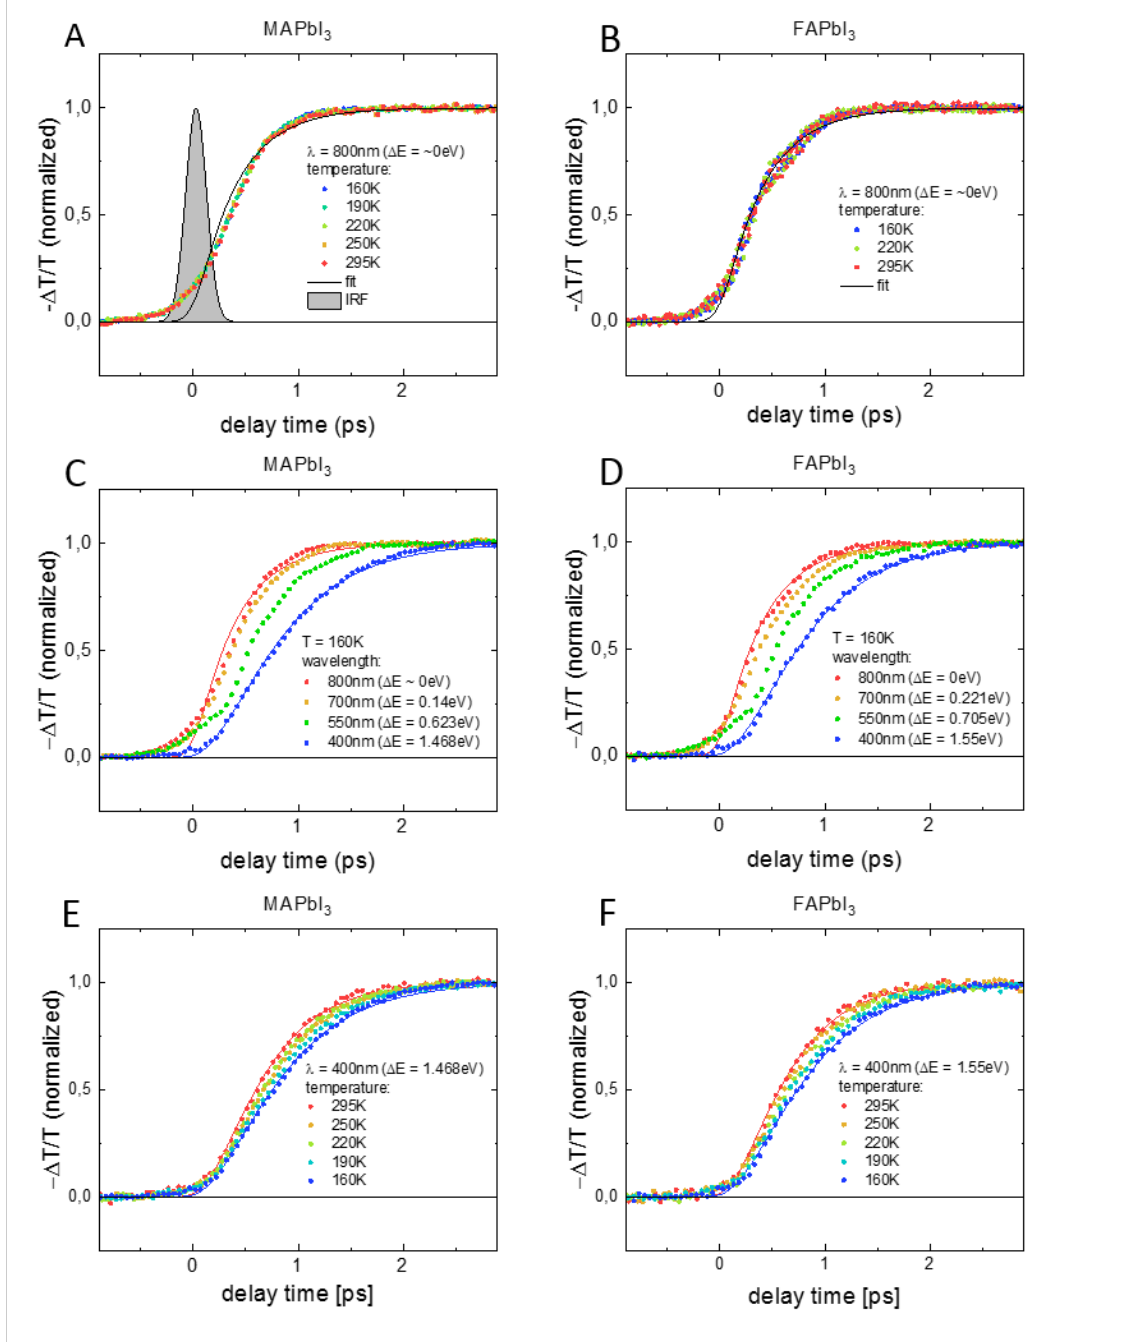 A
MAPbI3
-ΔT/T (normalized)
1,0
0,5
0,0
λ = 800nm (ΔE = ~0eV)
temperature:
160K
190K
220K
250K
295K
fit
IRF
0 1 2
delay time (ps)
B
FAPbI3
-ΔT/T (normalized)
1,0
0,5
0,0
λ = 800nm (ΔE = ~0eV)
temperature:
160K
220K
295K
fit
0 1 2
delay time (ps)
C
MAPbI3
−ΔT/T (normalized)
1,0
0,5
0,0
T = 160K
wavelength:
800nm (ΔE ~ 0eV)
700nm (ΔE = 0.14eV)
550nm (ΔE = 0.623eV)
400nm (ΔE = 1.468eV)
0 1 2
delay time (ps)
D
FAPbI3
−ΔT/T (normalized)
1,0
0,5
0,0
T = 160K
wavelength:
800nm (ΔE = 0eV)
700nm (ΔE = 0.221eV)
550nm (ΔE = 0.705eV)
400nm (ΔE = 1.55eV)
0 1 2
delay time (ps)
E
MAPbI3
−ΔT/T (normalized)
1,0
0,5
0,0
λ = 400nm (ΔE = 1.468eV)
temperature:
295K
250K
220K
190K
160K
0 1 2
delay time [ps]
F
FAPbI3
−ΔT/T (normalized)
1,0
0,5
0,0
λ = 400nm (ΔE = 1.55eV)
temperature:
295K
250K
220K
190K
160K
0 1 2
delay time [ps]